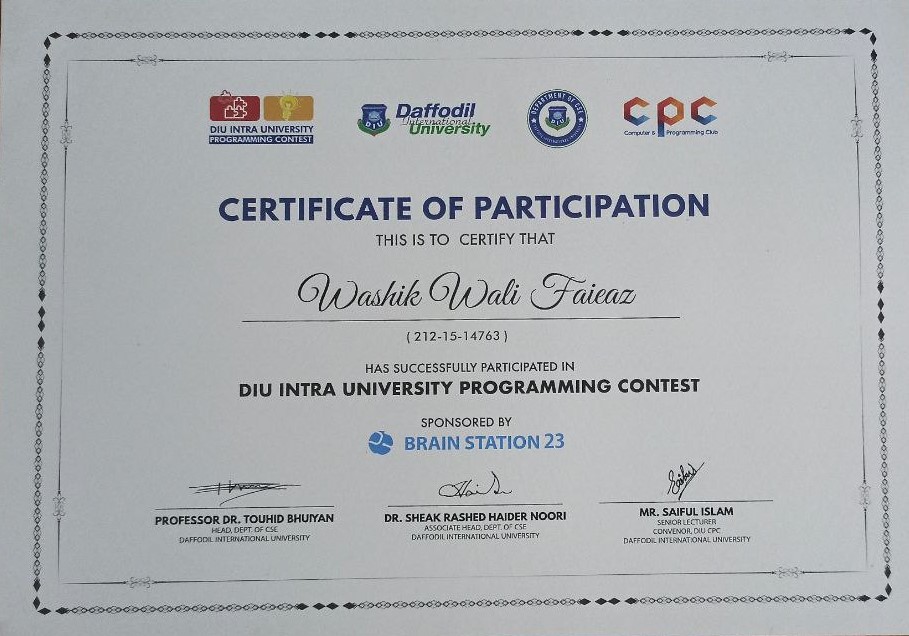 DIU INTRA UNIVERSITY
PROGRAMMING CONTEST
DIU
Daffodil
International
University
DEPARTMENT OF CSE
DIU
cpc
Computer & Programming Club
CERTIFICATE OF PARTICIPATION
THIS IS TO CERTIFY THAT
Washik Wali Faieaz
( 212-15-14763 )
HAS SUCCESSFULLY PARTICIPATED IN
DIU INTRA UNIVERSITY PROGRAMMING CONTEST
SPONSORED BY
BRAIN STATION 23
PROFESSOR DR. TOUHID BHUIYAN
HEAD, DEPT. OF CSE
DAFFODIL INTERNATIONAL UNIVERSITY
DR. SHEAK RASHED HAIDER NOORI
ASSOCIATE HEAD, DEPT. OF CSE
DAFFODIL INTERNATIONAL UNIVERSITY
MR. SAIFUL ISLAM
SENIOR LECTURER
CONVENOR, DIU CPC
DAFFODIL INTERNATIONAL UNIVERSITY